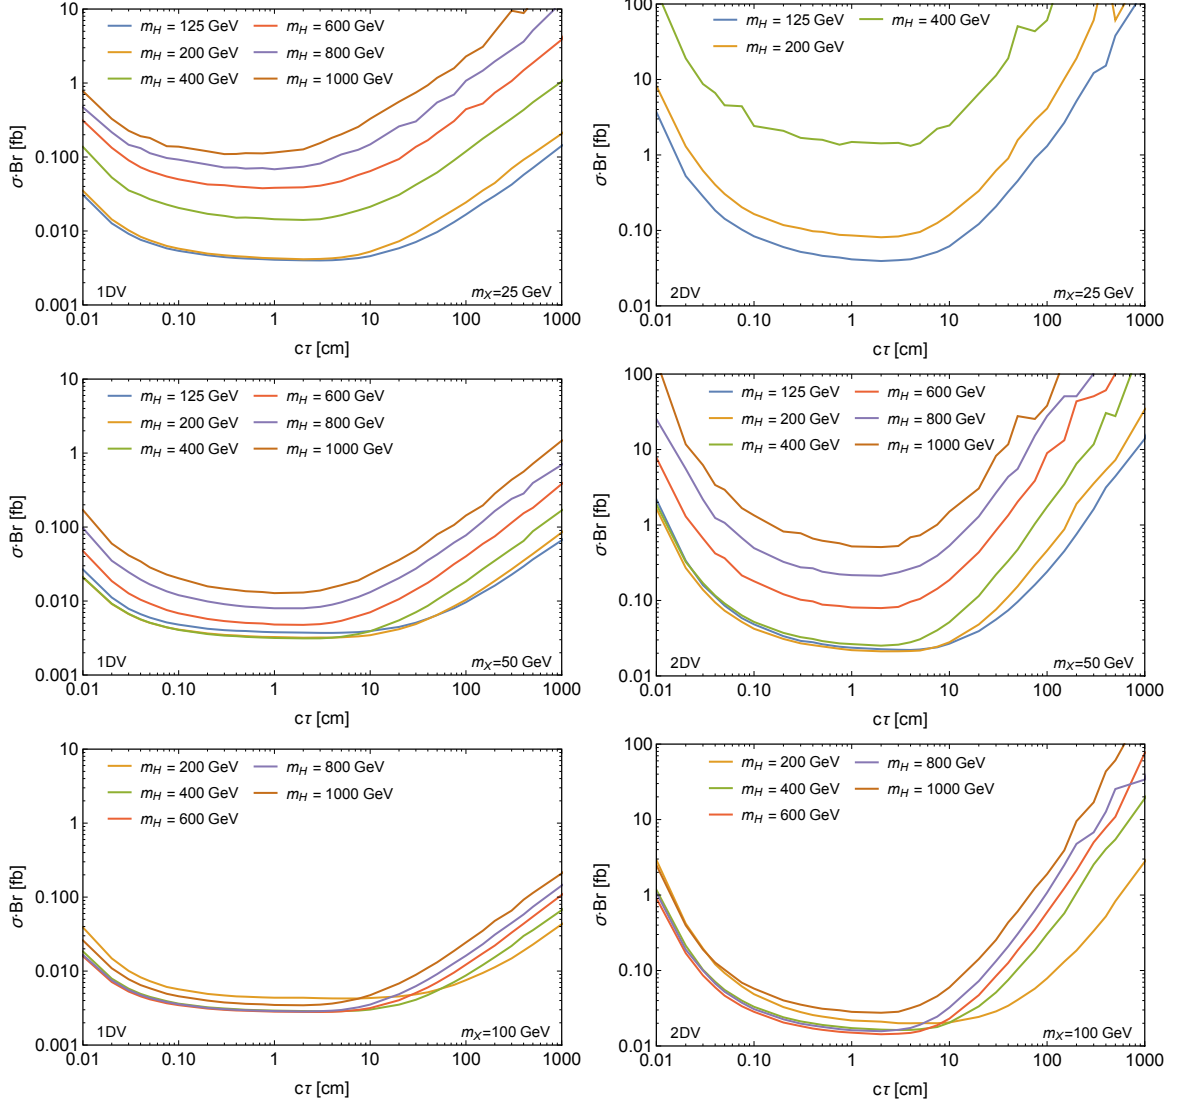 m_H = 125 GeV m_H = 600 GeV
m_H = 200 GeV m_H = 800 GeV
m_H = 400 GeV m_H = 1000 GeV
10
1
0.100
0.010
0.001
σ·Br [fb]
1DV m_X=25 GeV
0.01 0.10 1 10 100 1000
cτ [cm]
m_H = 125 GeV m_H = 400 GeV
m_H = 200 GeV
100
10
1
0.10
0.01
σ·Br [fb]
2DV m_X=25 GeV
0.01 0.10 1 10 100 1000
cτ [cm]
m_H = 125 GeV m_H = 600 GeV
m_H = 200 GeV m_H = 800 GeV
m_H = 400 GeV m_H = 1000 GeV
10
1
0.100
0.010
0.001
σ·Br [fb]
1DV m_X=50 GeV
0.01 0.10 1 10 100 1000
cτ [cm]
m_H = 125 GeV m_H = 600 GeV
m_H = 200 GeV m_H = 800 GeV
m_H = 400 GeV m_H = 1000 GeV
100
10
1
0.10
0.01
σ·Br [fb]
2DV m_X=50 GeV
0.01 0.10 1 10 100 1000
cτ [cm]
m_H = 200 GeV m_H = 800 GeV
m_H = 400 GeV m_H = 1000 GeV
m_H = 600 GeV
10
1
0.100
0.010
0.001
σ·Br [fb]
1DV m_X=100 GeV
0.01 0.10 1 10 100 1000
cτ [cm]
m_H = 200 GeV m_H = 800 GeV
m_H = 400 GeV m_H = 1000 GeV
m_H = 600 GeV
100
10
1
0.10
0.01
σ·Br [fb]
2DV m_X=100 GeV
0.01 0.10 1 10 100 1000
cτ [cm]